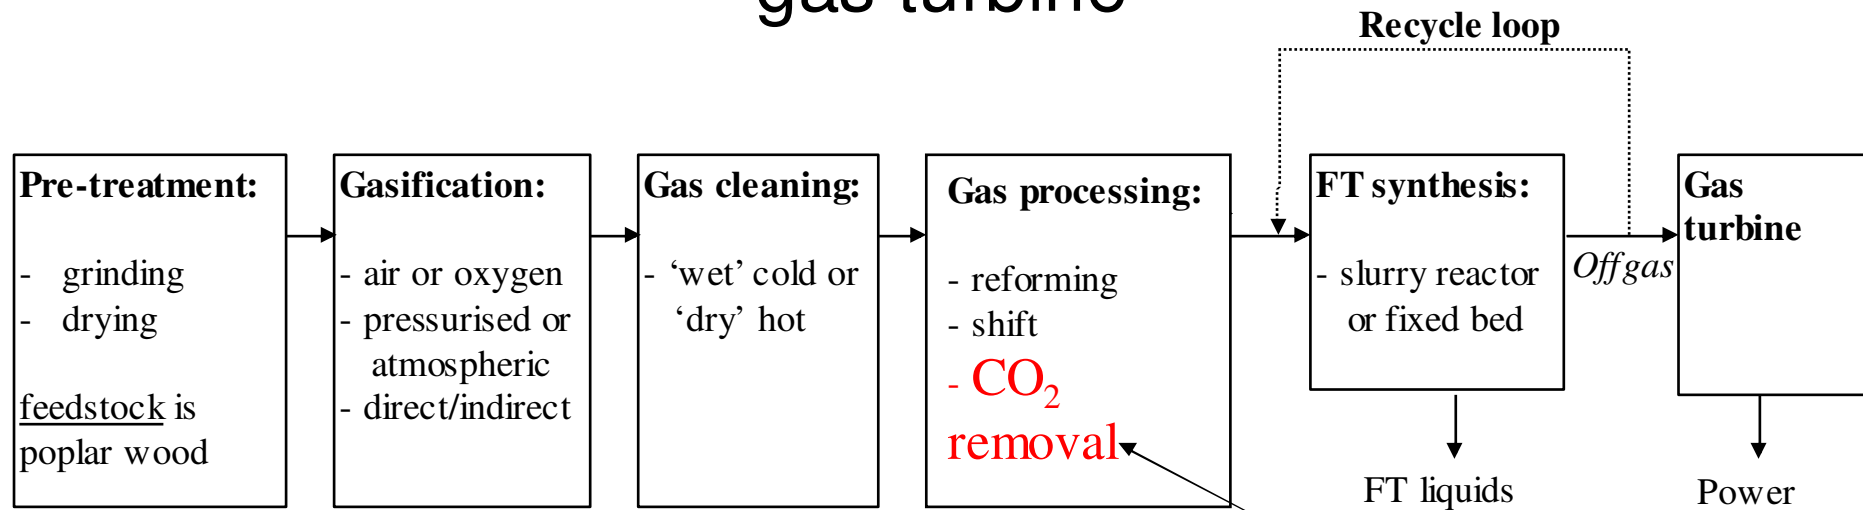 gas turbine
Recycle loop
Pre-treatment:
- grinding
- drying
feedstock is
poplar wood
Gasification:
- air or oxygen
- pressurised or
atmospheric
- direct/indirect
Gas cleaning:
- ‘wet’ cold or
‘dry’ hot
Gas processing:
- reforming
- shift
- CO₂
removal
FT synthesis:
- slurry reactor
or fixed bed
Offgas
Gas
turbine
FT liquids
Power